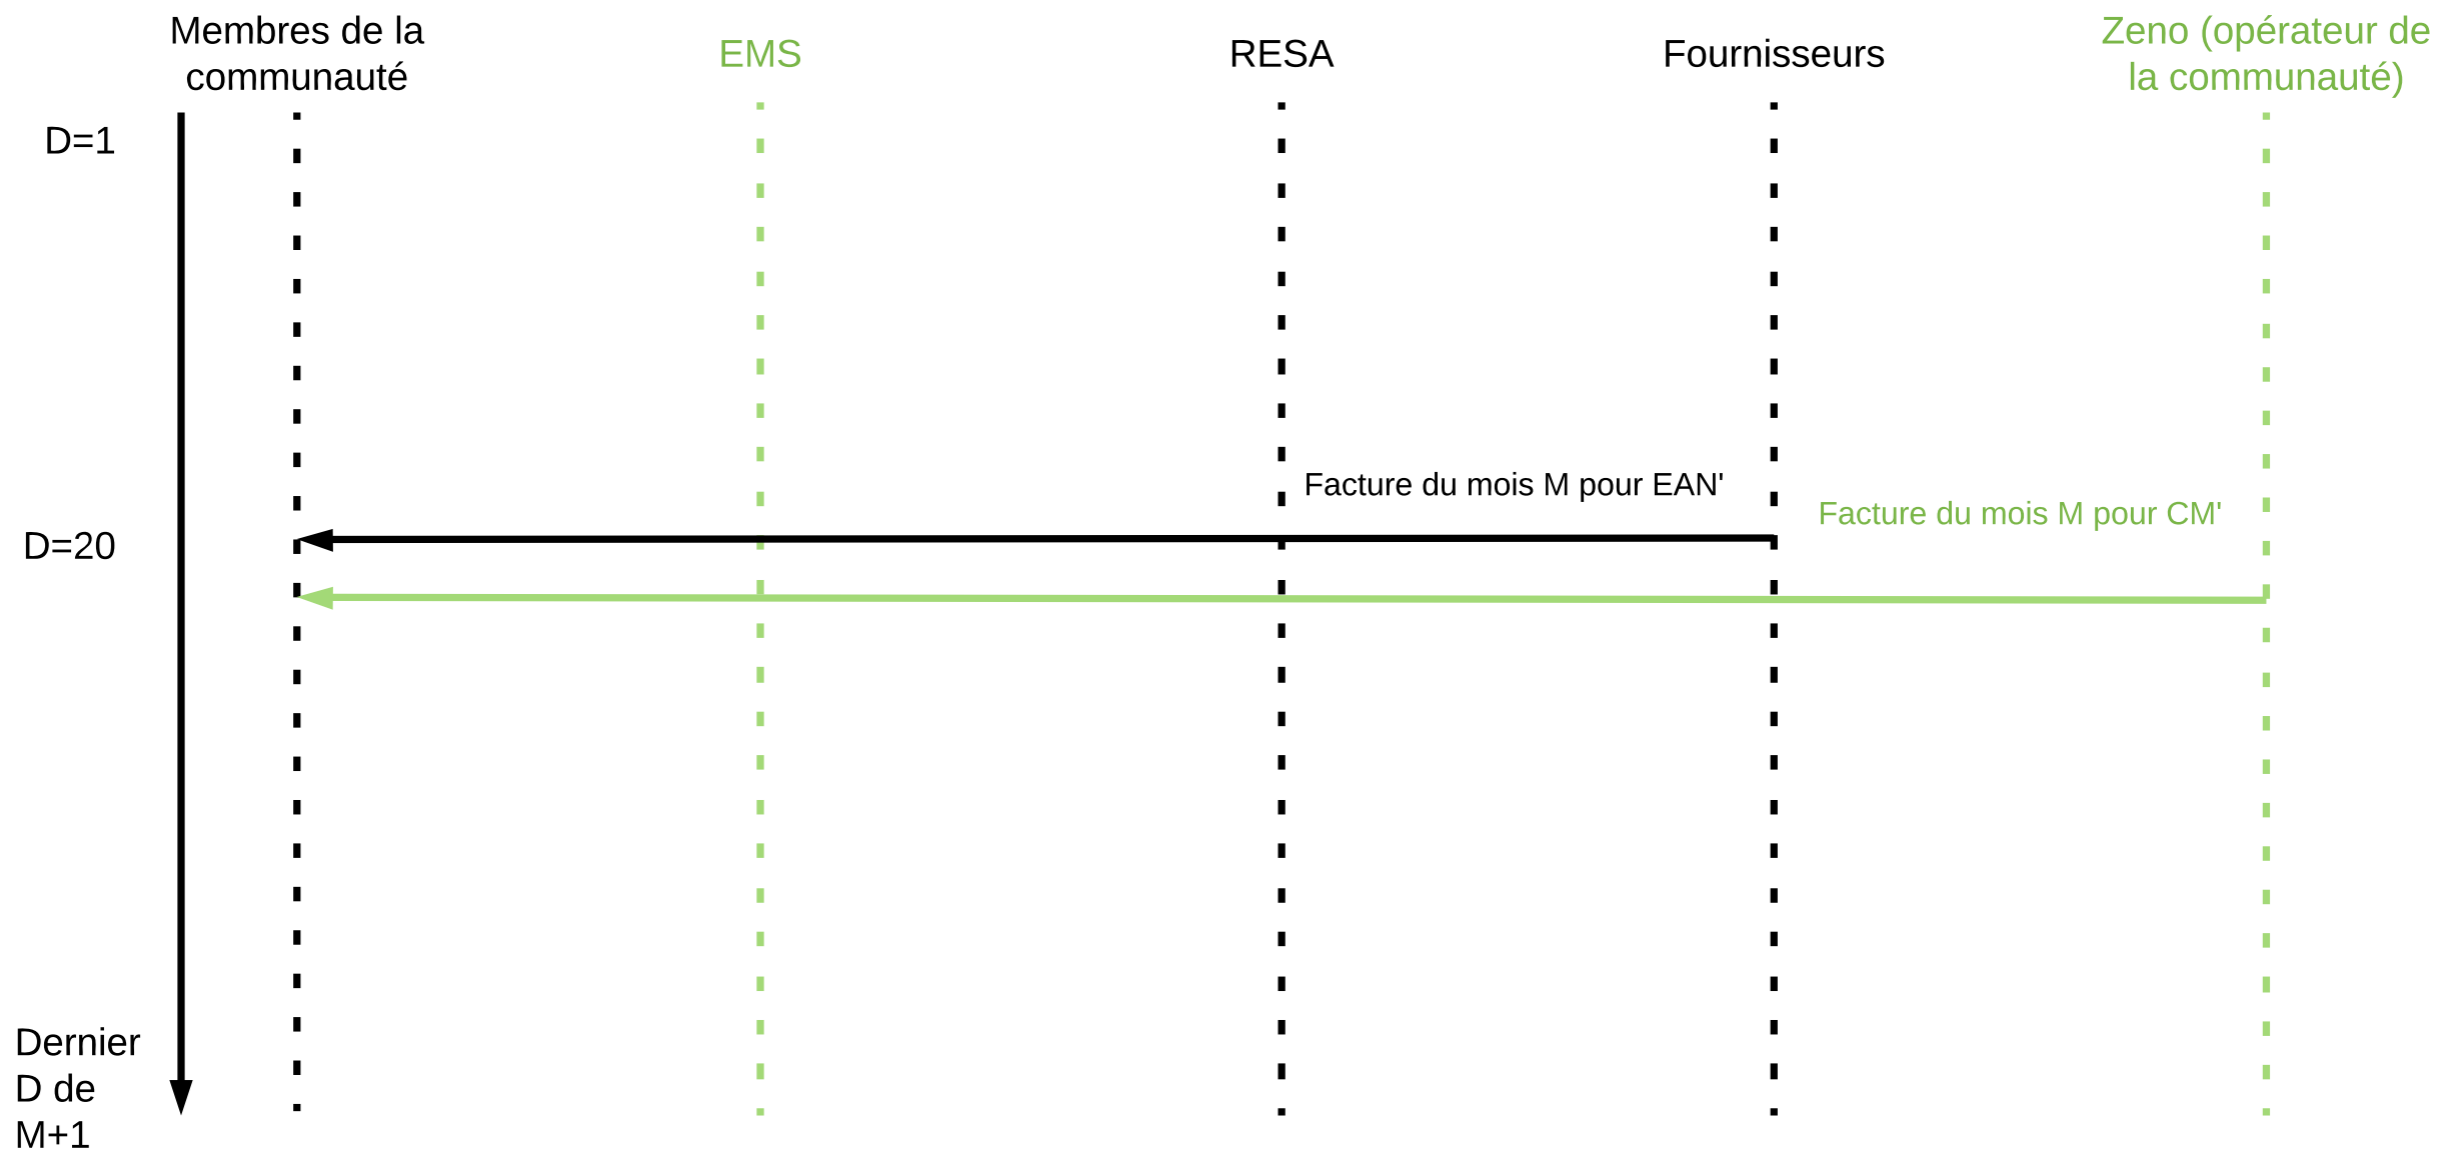 Membres de la
communauté
EMS
RESA
Fournisseurs
Zeno (opérateur de
la communauté)
D=1
Facture du mois M pour EAN'
Facture du mois M pour CM'
D=20
Dernier
D de
M+1